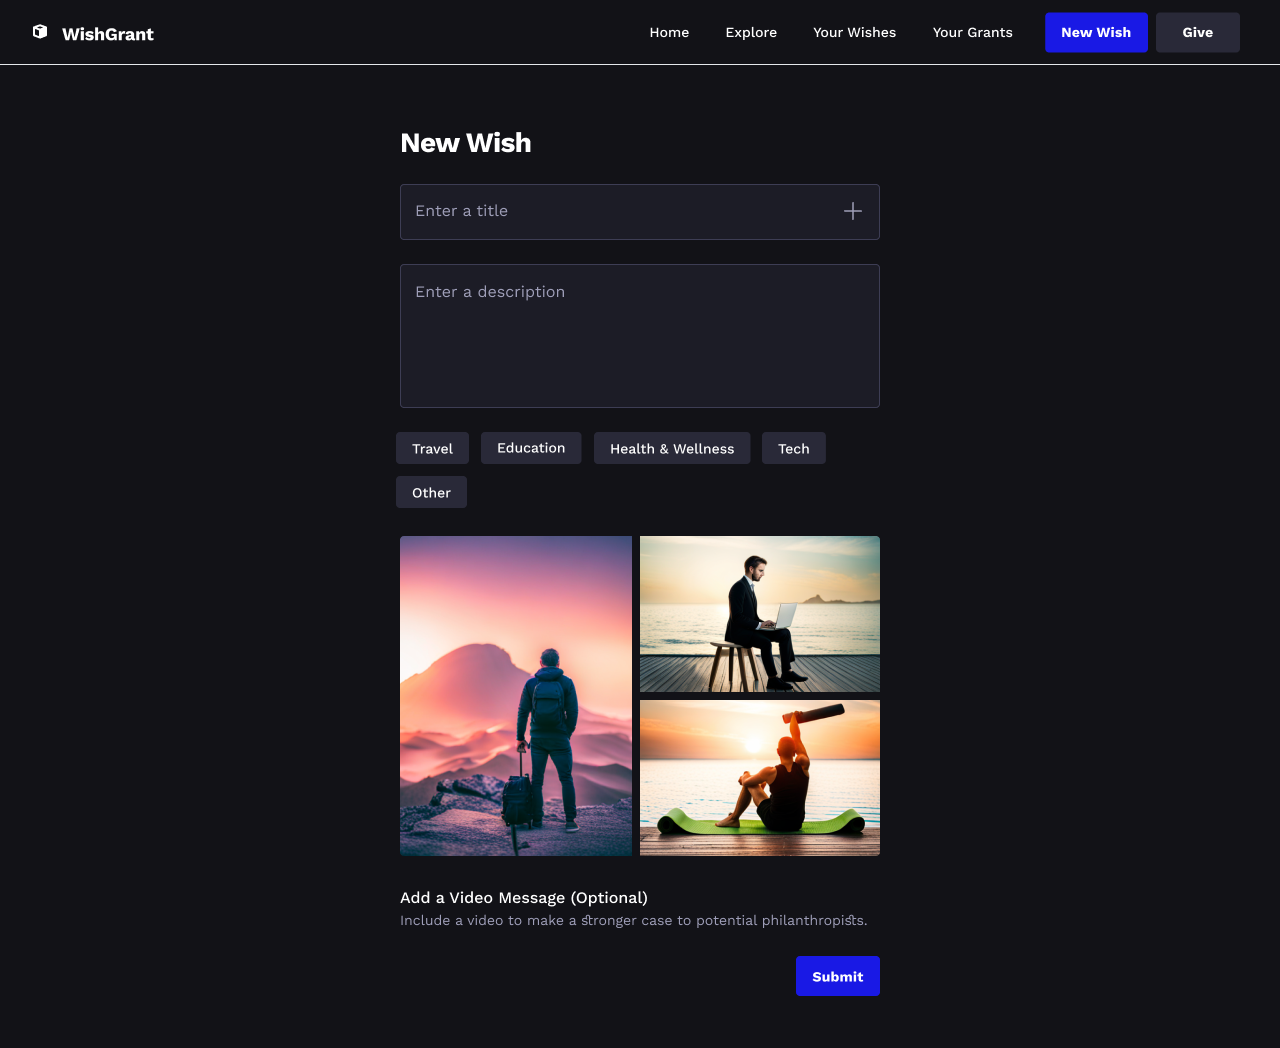 WishGrant
Home
Explore
Your Wishes
Your Grants
New Wish
Give
New Wish
Enter a title
Enter a description
Travel
Education
Health & Wellness
Tech
Other
Add a Video Message (Optional)
Include a video to make a stronger case to potential philanthropists.
Submit